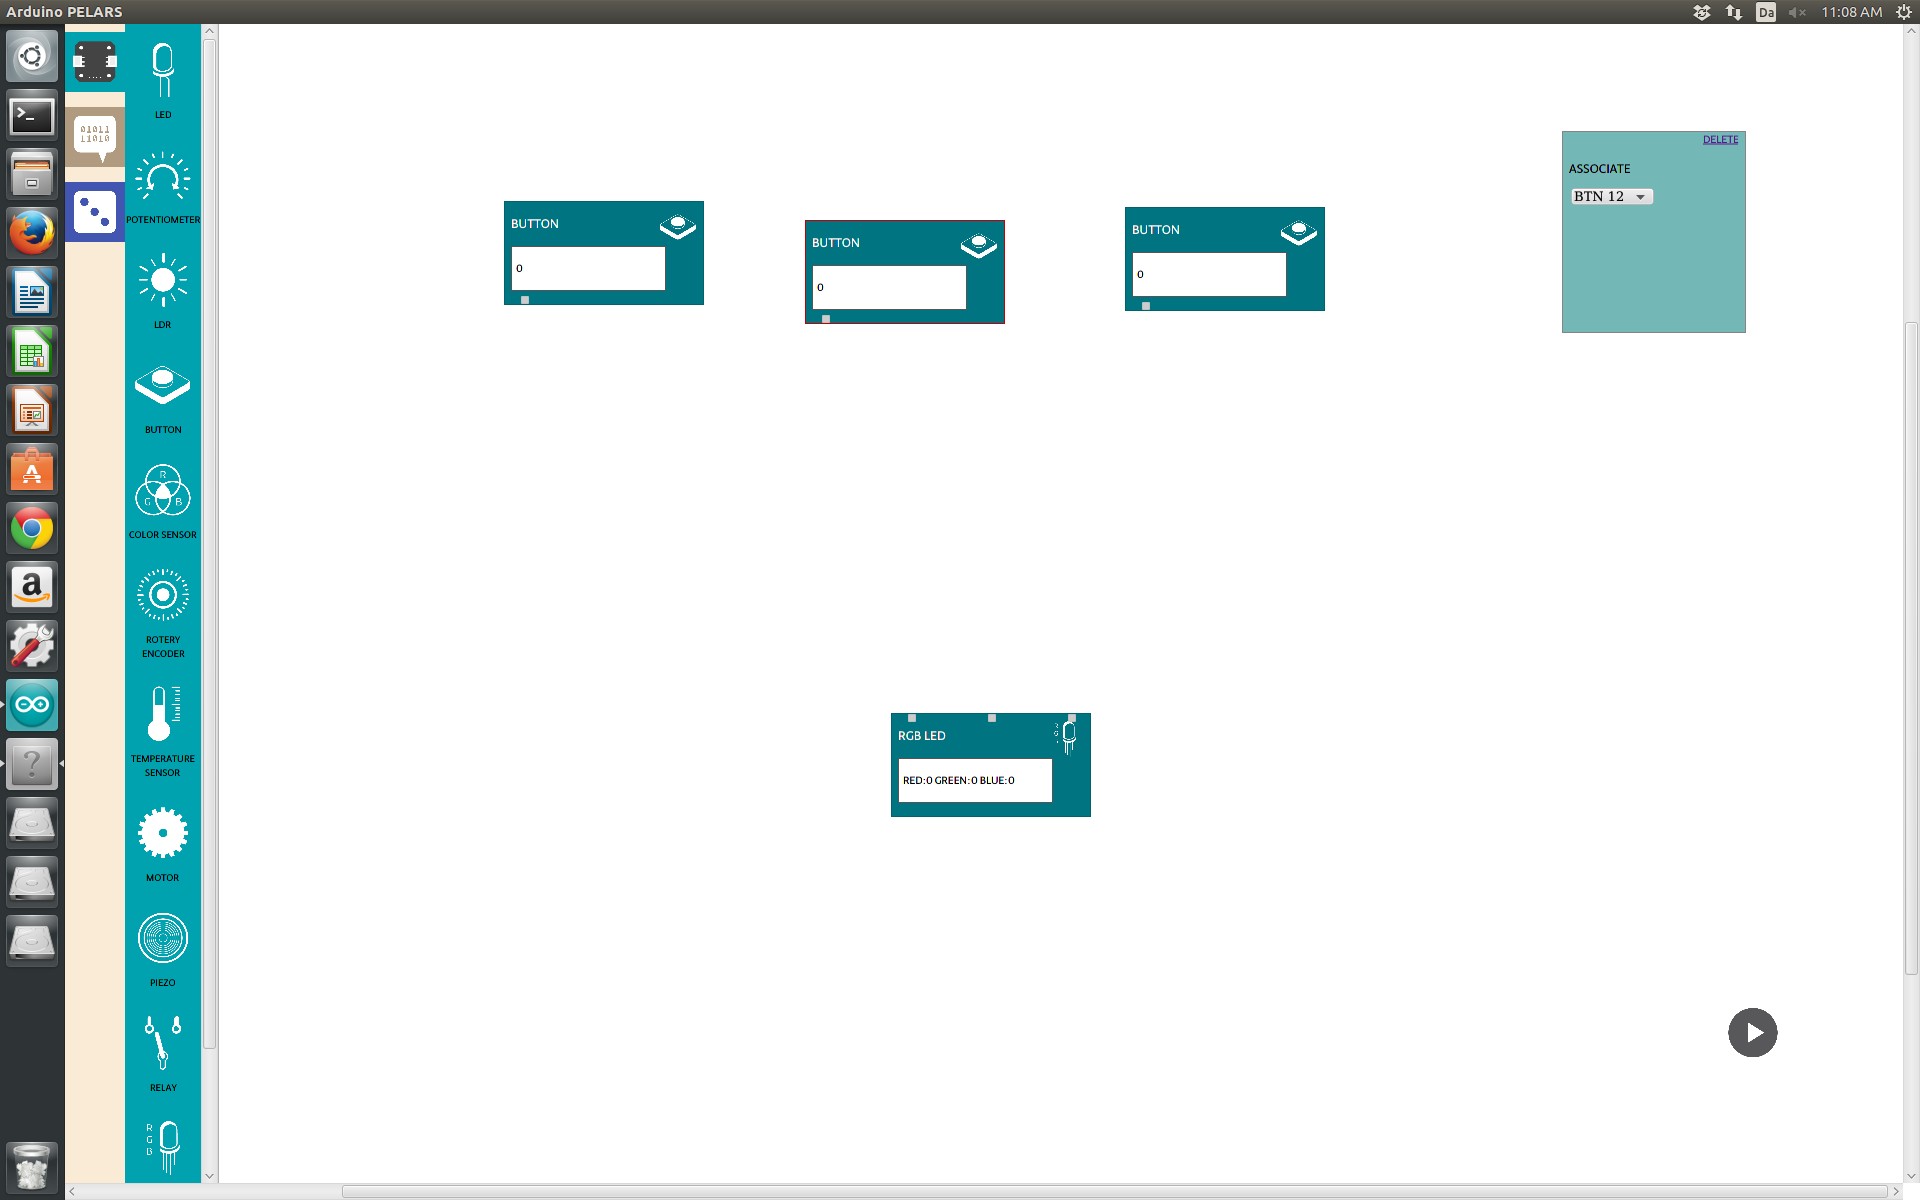 Arduino PELARS
Da
11:08 AM
01011
11010
LED
POTENTIOMETER
LDR
BUTTON
R
G B
COLOR SENSOR
ROTERY
ENCODER
TEMPERATURE
SENSOR
MOTOR
PIEZO
RELAY
R
G
B
BUTTON
0
BUTTON
0
BUTTON
0
DELETE
ASSOCIATE
BTN 12
RGB LED
RED:0 GREEN:0 BLUE:0